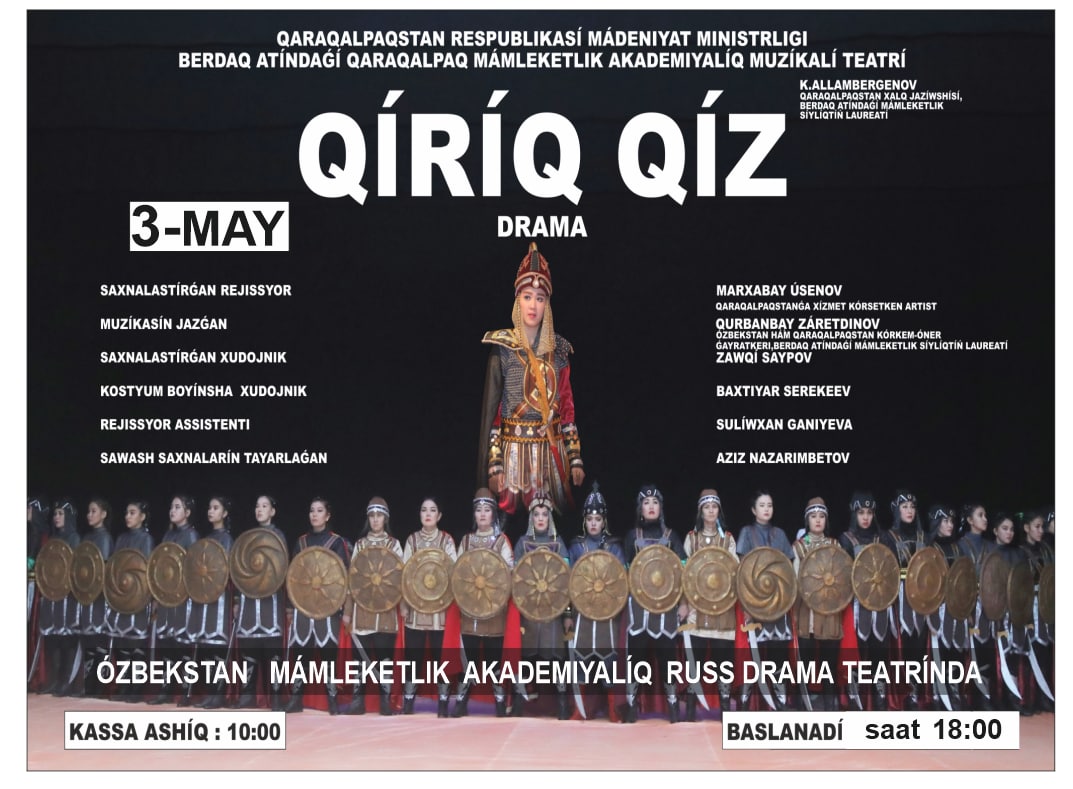 QARAQALPAQSTAN RESPUBLIKASÍ MÁDENIYAT MINISTRLIGI
BERDAQ ATÍNDAǴÍ QARAQALPAQ MÁMLEKETLIK AKADEMIYALÍQ MUZÍKALÍ TEATRÍ
K.ALLAMBERGENOV
QARAQALPAQSTAN XALQ JAZÍWSHÍSÍ,
BERDAQ ATÍNDAǴÍ MÁMLEKETLIK
SÍYLÍQTÍN LAUREATÍ
QÍRÍQ QÍZ
DRAMA
3-MAY
SAXNALASTÍRǴAN REJISSYOR
MUZÍKASÍN JAZǴAN
SAXNALASTÍRǴAN XUDOJNIK
KOSTYUM BOYÍNSHA XUDOJNIK
REJISSYOR ASSISTENTI
SAWASH SAXNALARÍN TAYARLAǴAN
MARXABAY ÚSENOV
QARAQALPAQSTANǴA XÍZMET KÓRSETKEN ARTIST
QURBANBAY ZÁRETDINOV
ÓZBEKSTAN HÁM QARAQALPAQSTAN KÓRKEM-ÓNER
ǴAYRATKERI,BERDAQ ATÍNDAǴÍ MÁMLEKETLIK SÍYLÍQTÍŃ LAUREATÍ
ZAWQÍ SAYPOV
BAXTIYAR SEREKEEV
SULÍWXAN GANIYEVA
AZIZ NAZARIMBETOV
ÓZBEKSTAN MÁMLEKETLIK AKADEMIYALÍQ RUSS DRAMA TEATRÍNDA
KASSA ASHÍQ : 10:00
BASLANADÍ saat 18:00